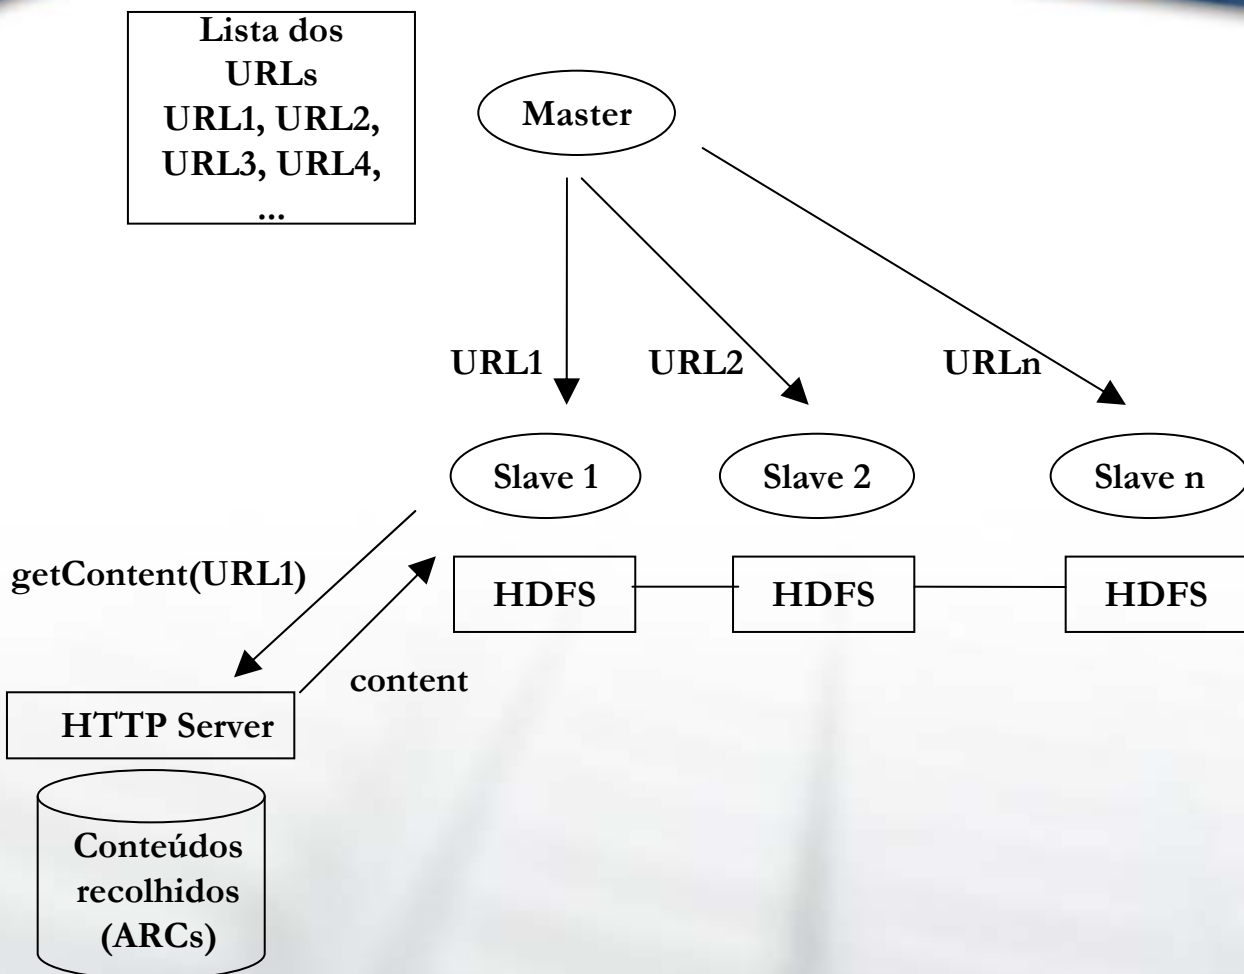 Lista dos
URLs
URL1, URL2,
URL3, URL4,
...
Master
URL1
URL2
URLn
Slave 1
Slave 2
Slave n
getContent(URL1)
HDFS
HDFS
HDFS
content
HTTP Server
Conteúdos
recolhidos
(ARCs)